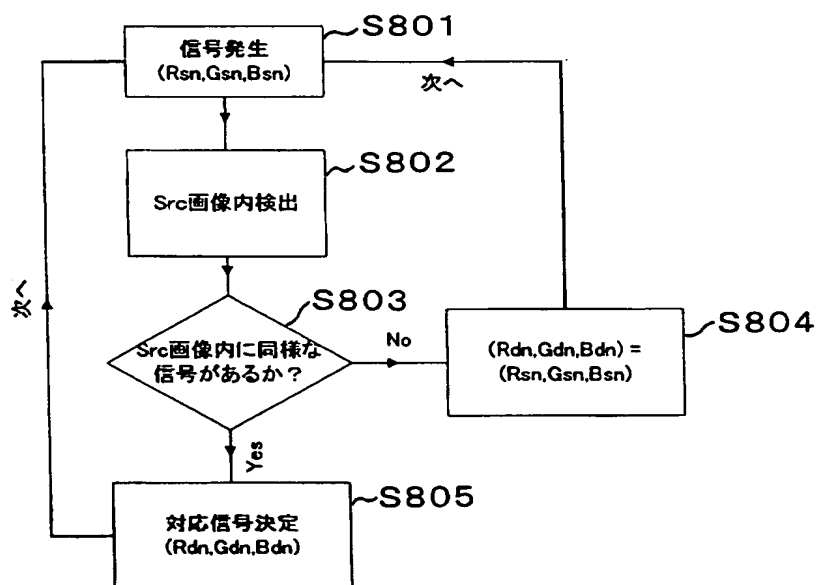 S801
信号発生
(Rsn,Gsn,Bsn)
次へ
S802
Src画像内検出
S803
Src画像内に同様な
信号があるか？
No
S804
(Rdn,Gdn,Bdn) =
(Rsn,Gsn,Bsn)
次へ
Yes
S805
対応信号決定
(Rdn,Gdn,Bdn)